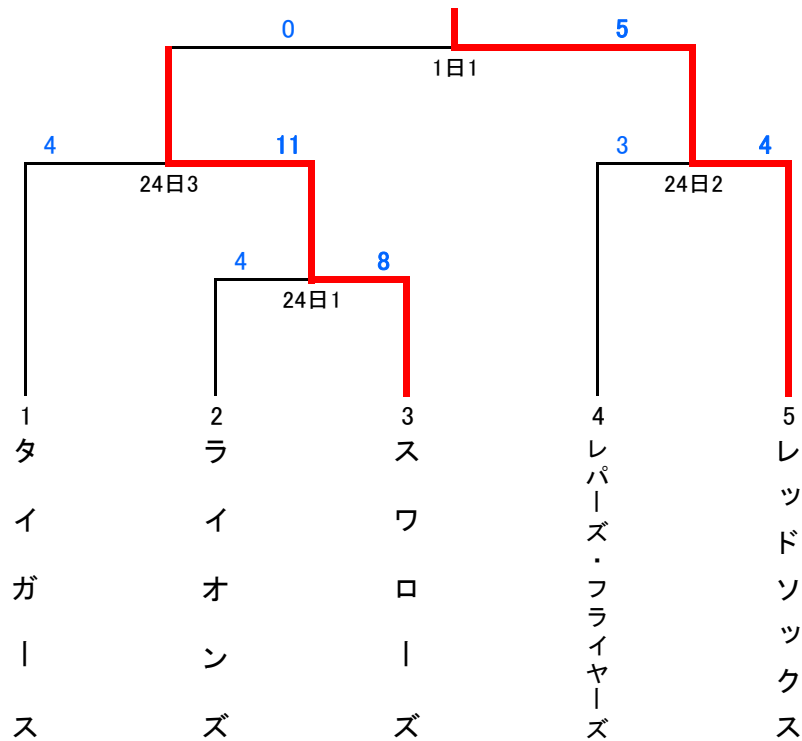 0
5
1日1
4
11
3
4
24日3
24日2
4
8
24日1
1
2
3
4
5
タイガース
ライオンズ
スワローズ
レパーズ・フライヤーズ
レッドソックス